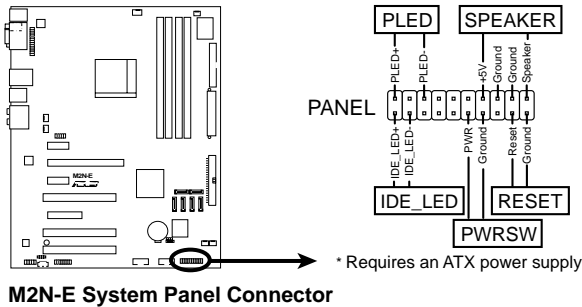 PLED SPEAKER
PLED+
PLED-
+5V
Ground
Ground
Speaker
PANEL
IDE_LED+
IDE_LED-
PWR
Ground
Reset
Ground
IDE_LED RESET
PWRSW
* Requires an ATX power supply
M2N-E
ASUS
M2N-E System Panel Connector